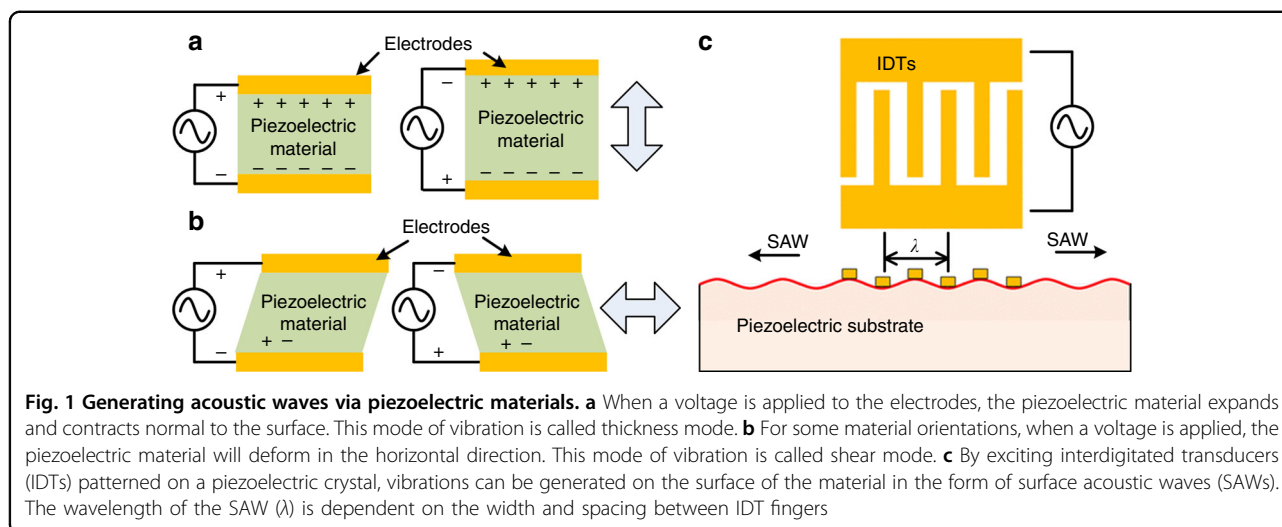 a
Electrodes
+
−
+ + + + +
Piezoelectric
material
− − − − −
−
+
+ + + + +
Piezoelectric
material
− − − − −
b
Electrodes
+
−
Piezoelectric
material
+ −
−
+
Piezoelectric
material
+ −
c
IDTs
SAW
λ
SAW
Piezoelectric substrate
Fig. 1 Generating acoustic waves via piezoelectric materials. a When a voltage is applied to the electrodes, the piezoelectric material expands
and contracts normal to the surface. This mode of vibration is called thickness mode. b For some material orientations, when a voltage is applied, the
piezoelectric material will deform in the horizontal direction. This mode of vibration is called shear mode. c By exciting interdigitated transducers
(IDTs) patterned on a piezoelectric crystal, vibrations can be generated on the surface of the material in the form of surface acoustic waves (SAWs).
The wavelength of the SAW (λ) is dependent on the width and spacing between IDT fingers